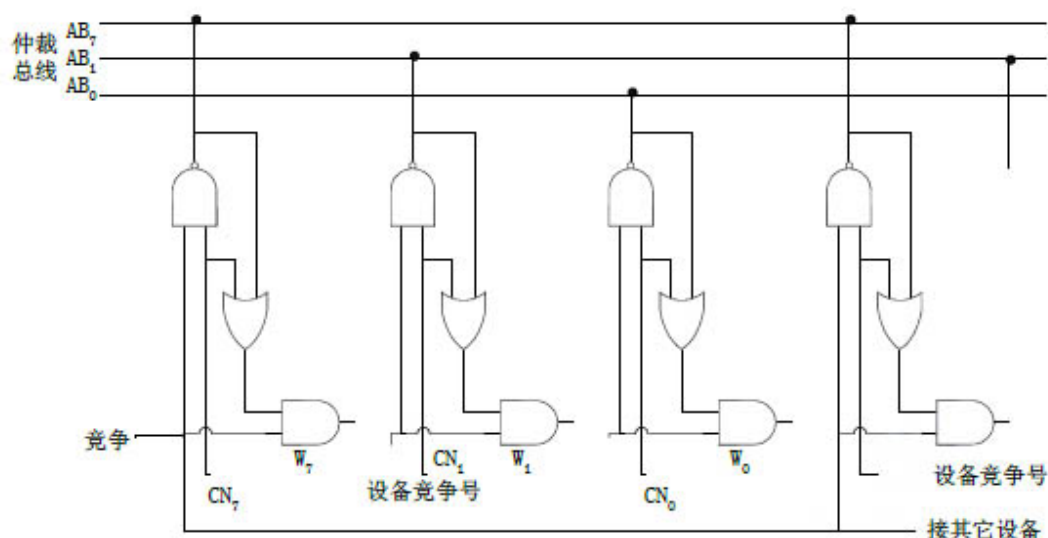 仲裁
总线
AB₇
AB₁
AB₀
竞争
W₇
CN₁
W₁
W₀
CN₇
设备竞争号
CN₀
设备竞争号
接其它设备